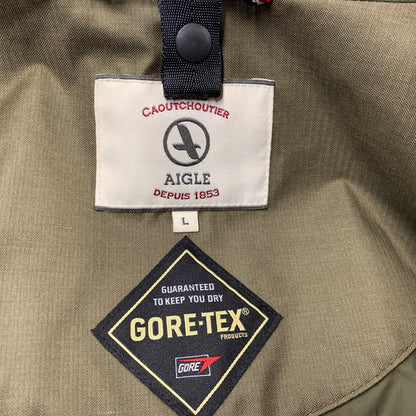 CAOUTCHOUTIER
AIGLE
DEPUIS 1853
L
GUARANTEED
TO KEEP YOU DRY
GORE-TEX®
PRODUCTS
GORE